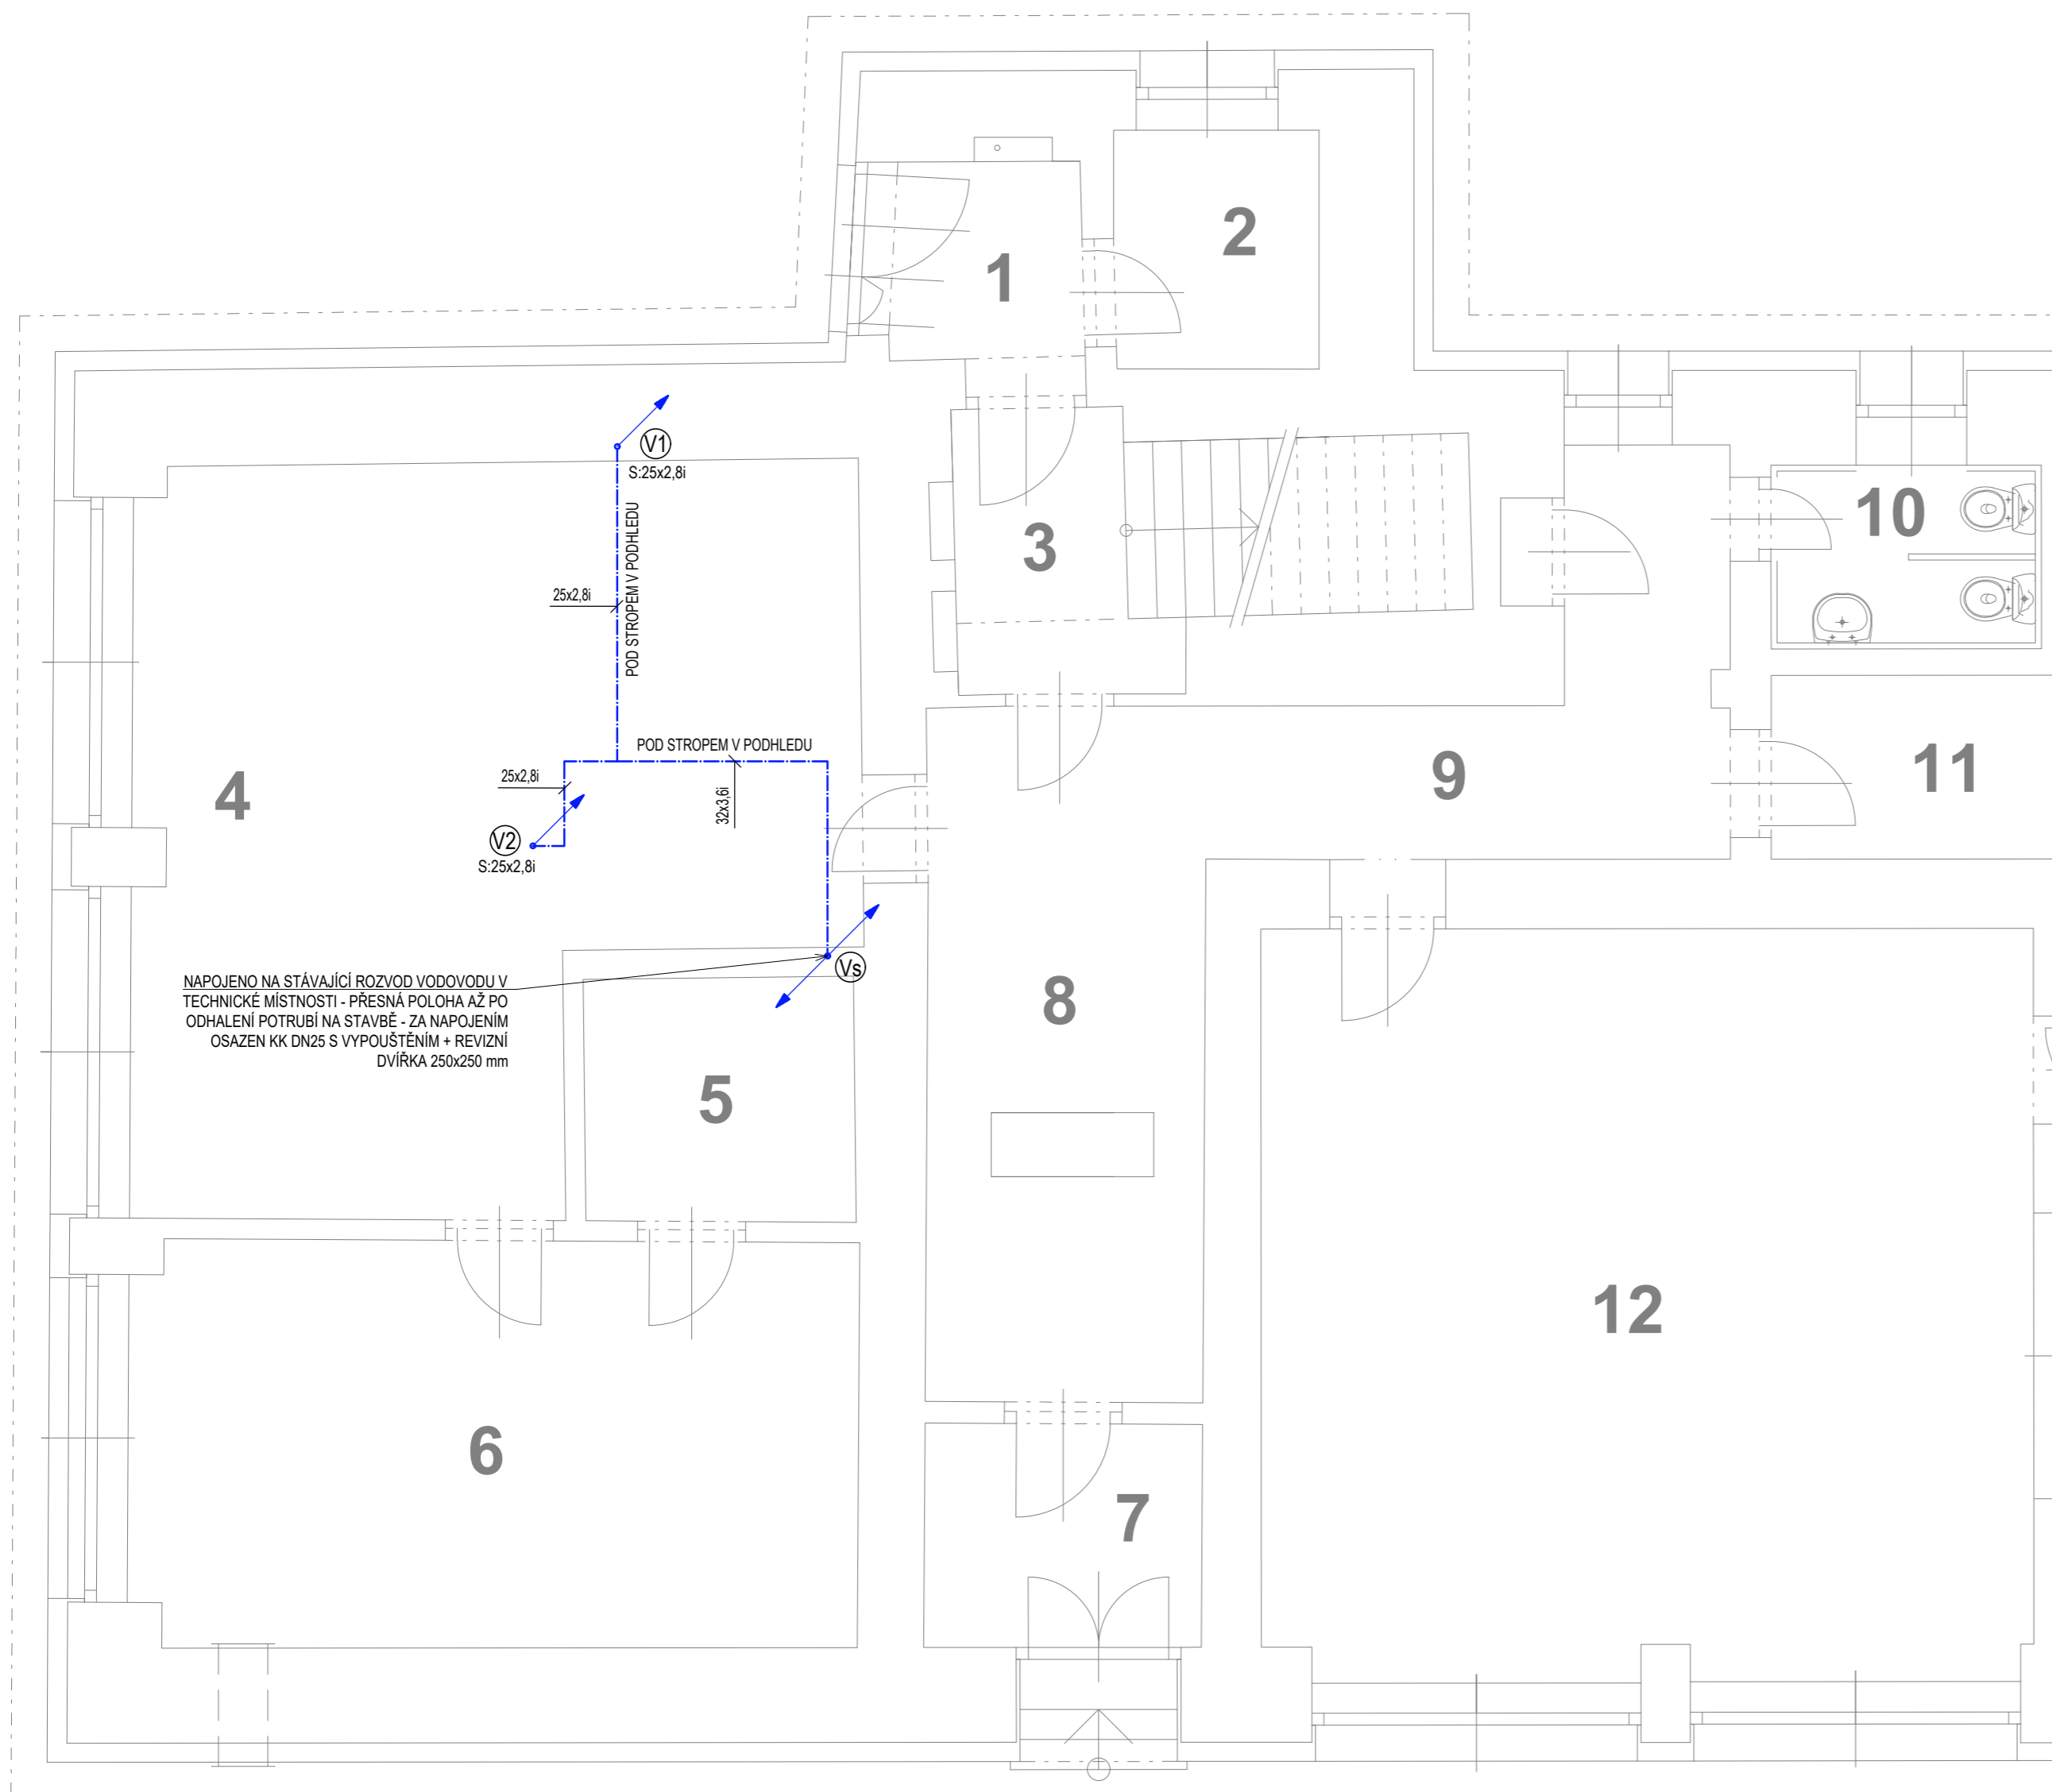 2
1
V1
S:25x2,8i
10
POD STROPEM V PODHLEDU
3
25x2,8i
POD STROPEM V PODHLEDU
4
25x2,8i
32x3,6i
9
11
V2
S:25x2,8i
Vs
NAPOJENO NA STÁVAJÍCÍ ROZVOD VODOVODU V
TECHNICKÉ MÍSTNOSTI - PŘESNÁ POLOHA AŽ PO
ODHALENÍ POTRUBÍ NA STAVBĚ - ZA NAPOJENÍM
OSAZEN KK DN25 S VYPOUŠTĚNÍM + REVIZNÍ
DVÍŘKA 250x250 mm
8
5
12
6
7